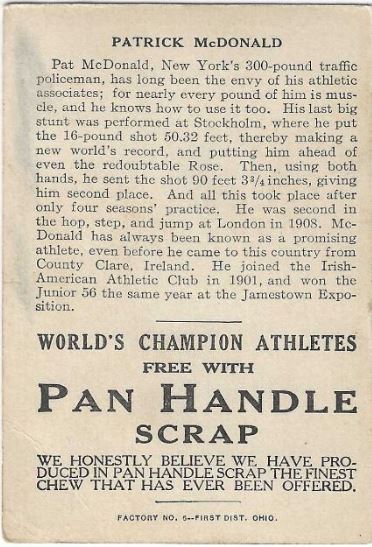 PATRICK McDONALD
Pat McDonald, New York's 300-pound traffic
policeman, has long been the envy of his athletic
associates; for nearly every pound of him is mus-
cle, and he knows how to use it too. His last big
stunt was performed at Stockholm, where he put
the 16-pound shot 50.32 feet, thereby making a
new world's record, and putting him ahead of
even the redoubtable Rose. Then, using both
hands, he sent the shot 90 feet 3¾ inches, giving
him second place. And all this took place after
only four seasons' practice. He was second in
the hop, step, and jump at London in 1908. Mc-
Donald has always been known as a promising
athlete, even before he came to this country from
County Clare, Ireland. He joined the Irish-
American Athletic Club in 1901, and won the
Junior 56 the same year at the Jamestown Expo-
sition.
WORLD'S CHAMPION ATHLETES
FREE WITH
PAN HANDLE
SCRAP
WE HONESTLY BELIEVE WE HAVE PRO-
DUCED IN PAN HANDLE SCRAP THE FINEST
CHEW THAT HAS EVER BEEN OFFERED.
FACTORY NO. 5--FIRST DIST. OHIO.